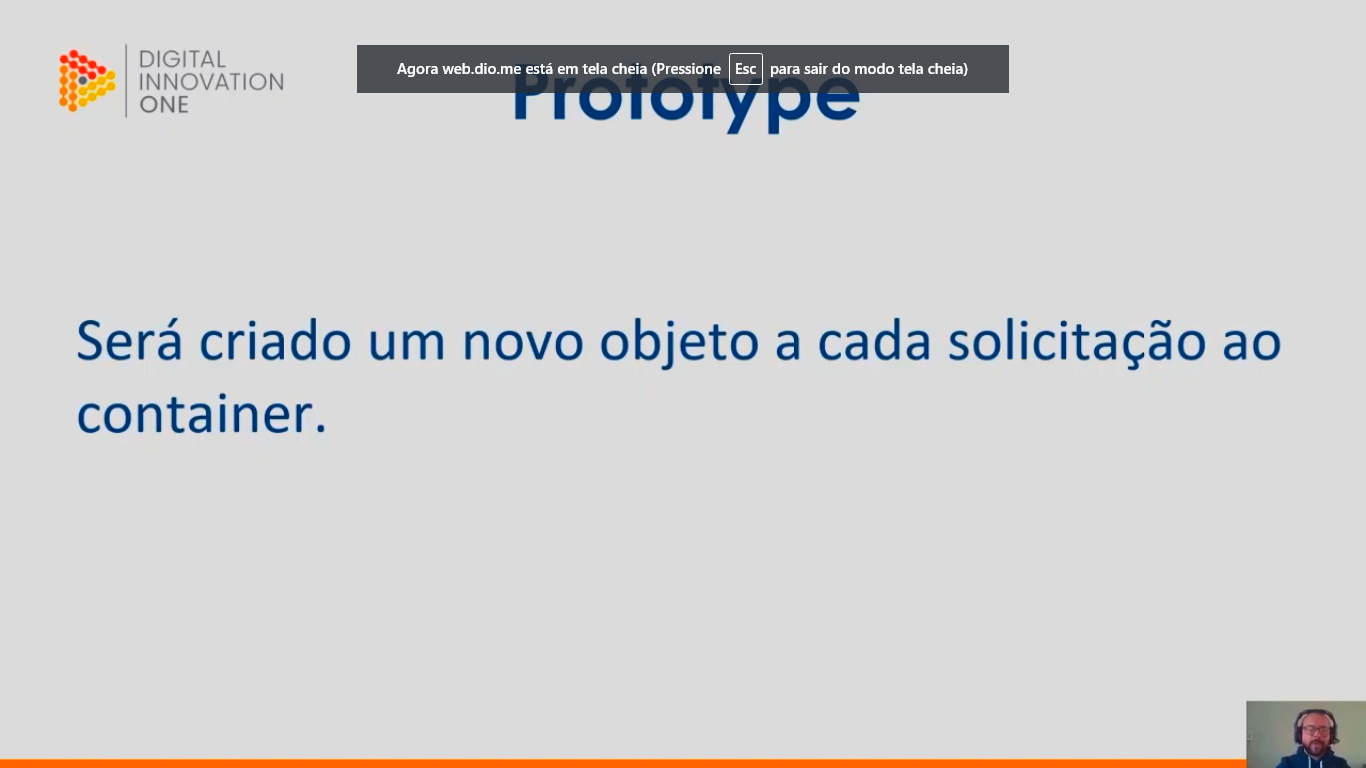 DIGITAL
INNOVATION
ONE
Agora web.dio.me está em tela cheia (Pressione Esc para sair do modo tela cheia)
Prototype
Será criado um novo objeto a cada solicitação ao
container.